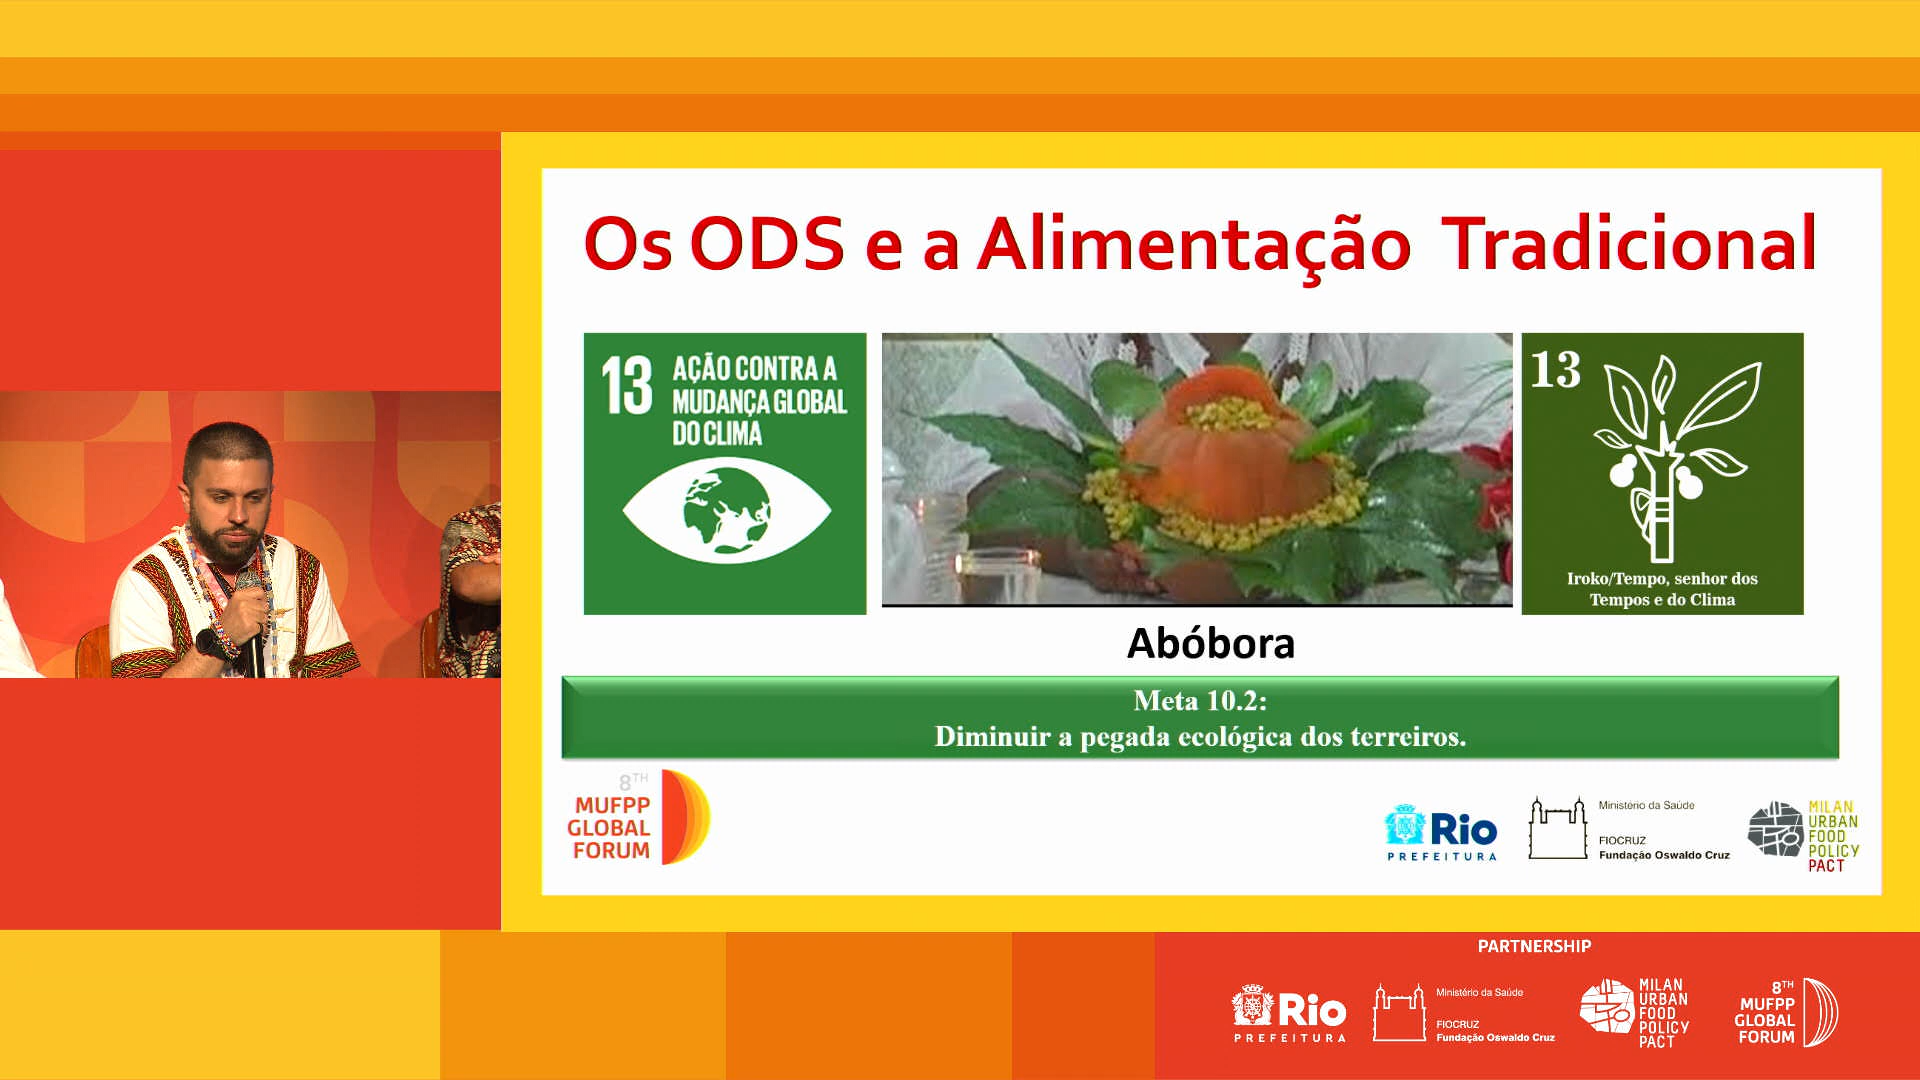 Os ODS e a Alimentação Tradicional
13
AÇÃO CONTRA A
MUDANÇA GLOBAL
DO CLIMA
13
Iroko/Tempo, senhor dos
Tempos e do Clima
Abóbora
Meta 10.2:
Diminuir a pegada ecológica dos terreiros.
8TH
MUFPP
GLOBAL
FORUM
Rio
PREFEITURA
Ministério da Saúde
FIOCRUZ
Fundação Oswaldo Cruz
MILAN
URBAN
FOOD
POLICY
PACT
PARTNERSHIP
Rio
PREFEITURA
Ministério da Saúde
FIOCRUZ
Fundação Oswaldo Cruz
MILAN
URBAN
FOOD
POLICY
PACT
8TH
MUFPP
GLOBAL
FORUM